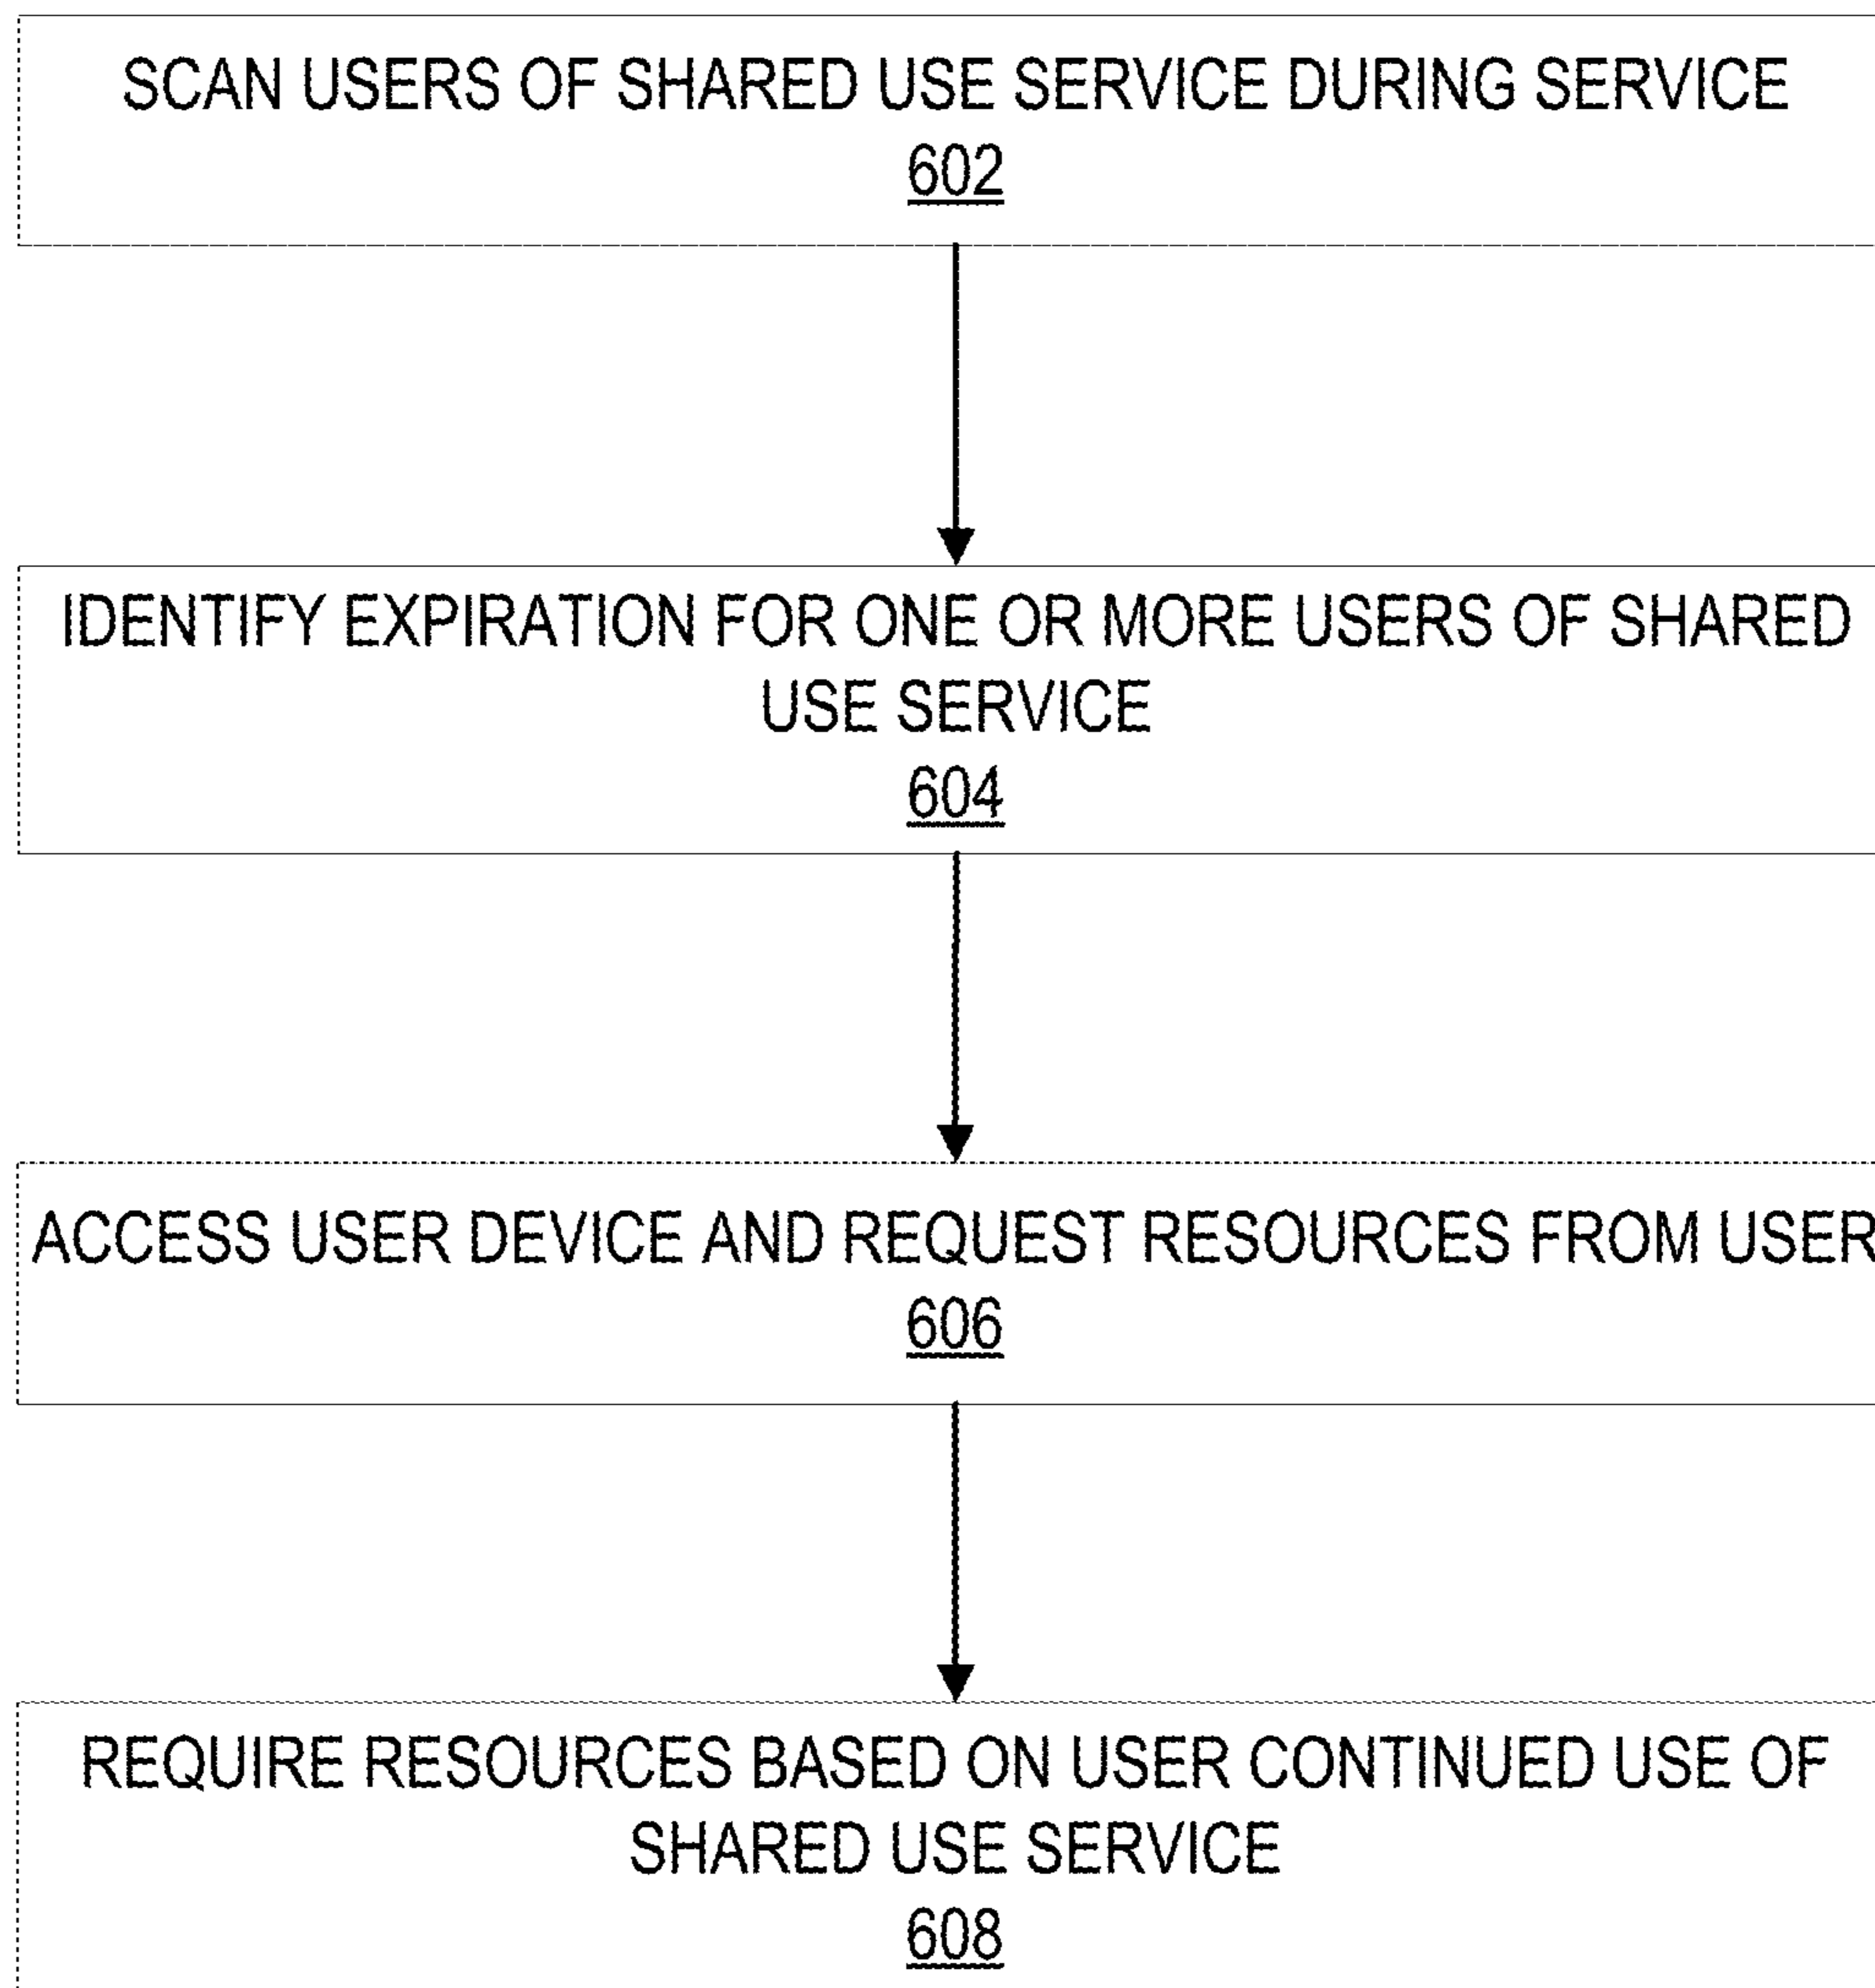 SCAN USERS OF SHARED USE SERVICE DURING SERVICE
602
IDENTIFY EXPIRATION FOR ONE OR MORE USERS OF SHARED
USE SERVICE
604
ACCESS USER DEVICE AND REQUEST RESOURCES FROM USER
606
REQUIRE RESOURCES BASED ON USER CONTINUED USE OF
SHARED USE SERVICE
608